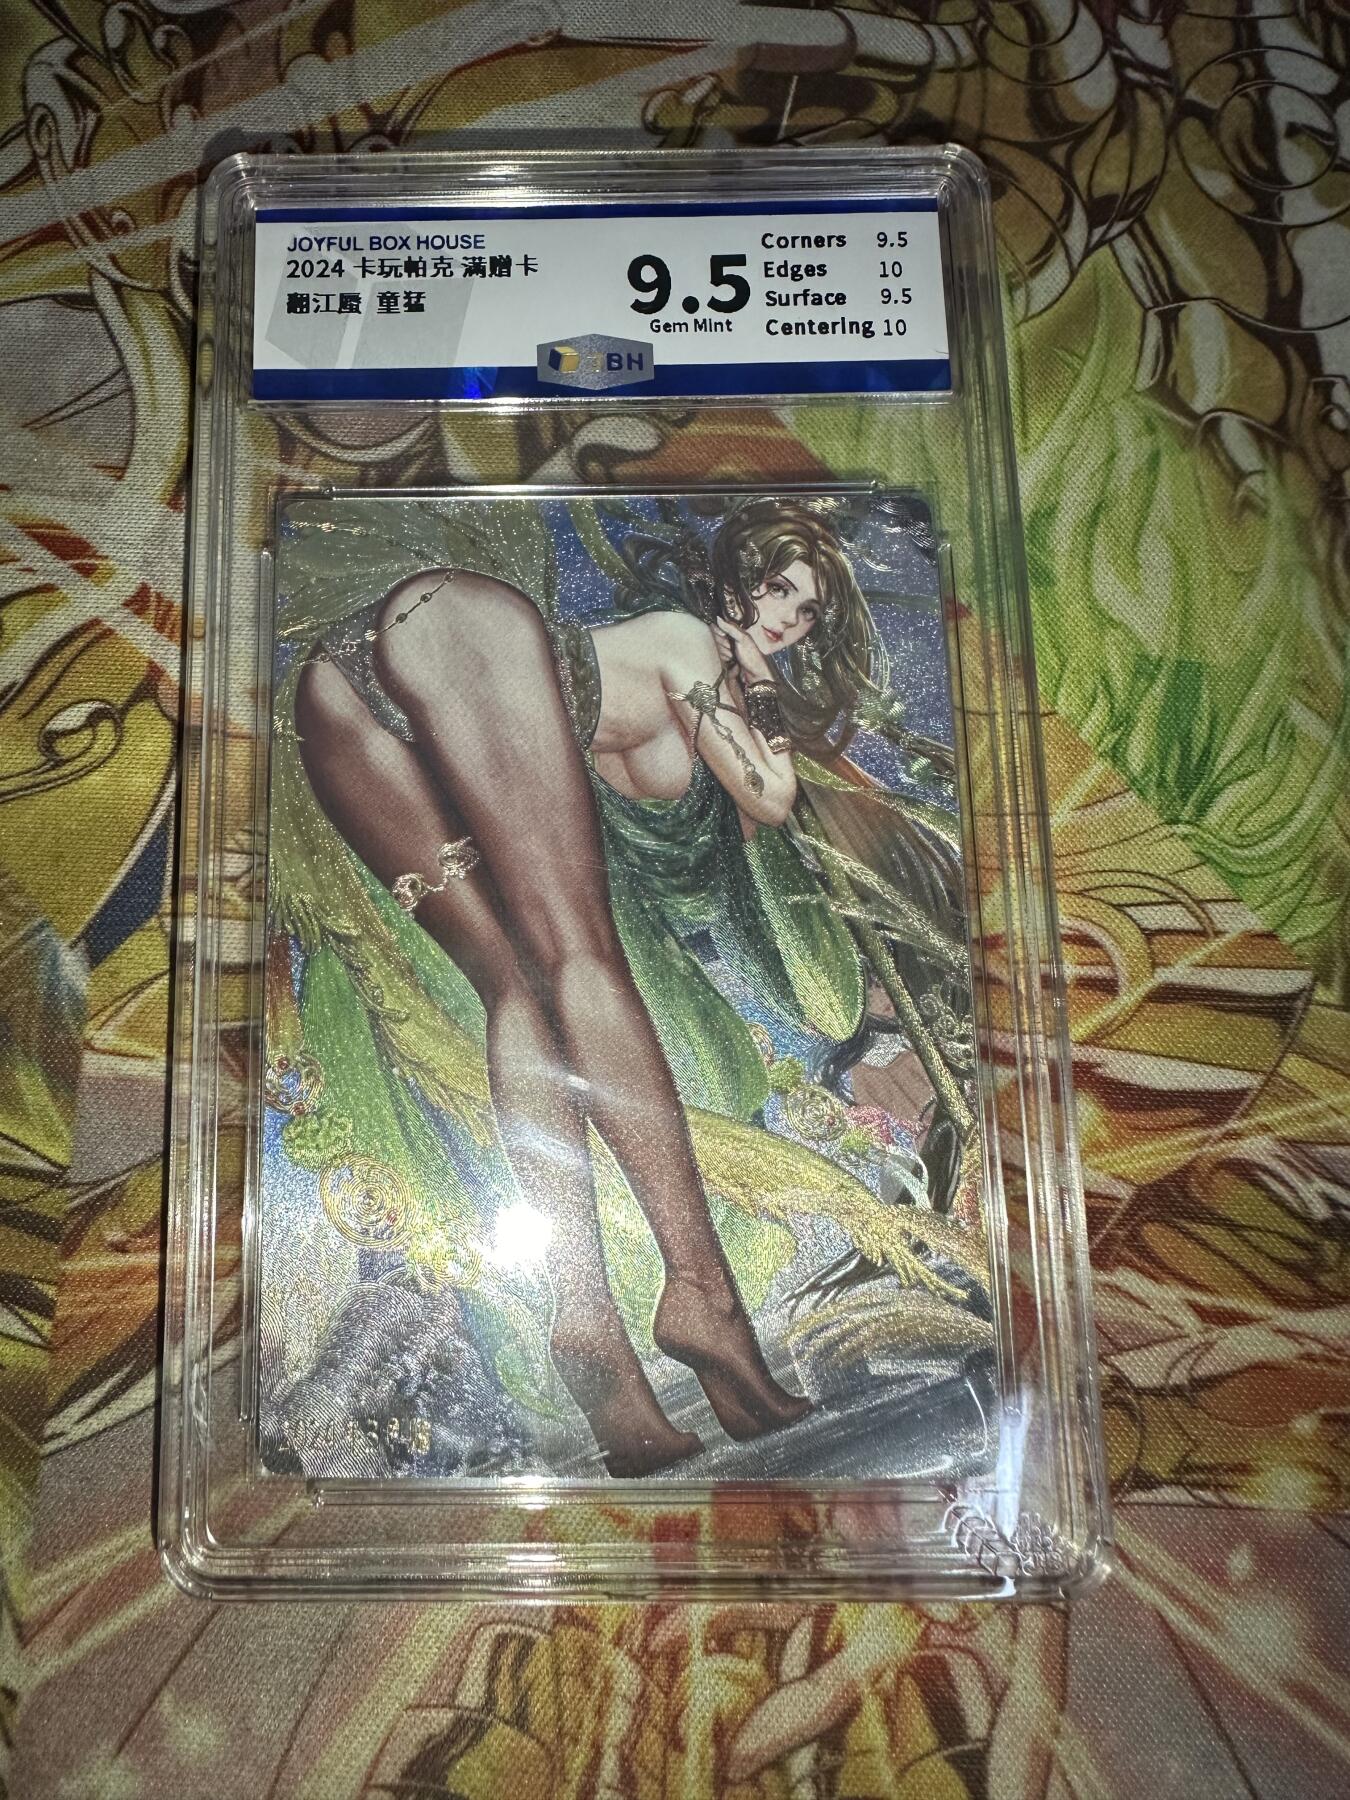 JOYFUL BOX HOUSE
2024 卡玩帕克 满赠卡
翻江蜃 童猛
9.5
Gem Mint
Corners 9.5
Edges 10
Surface 9.5
Centering 10
BH